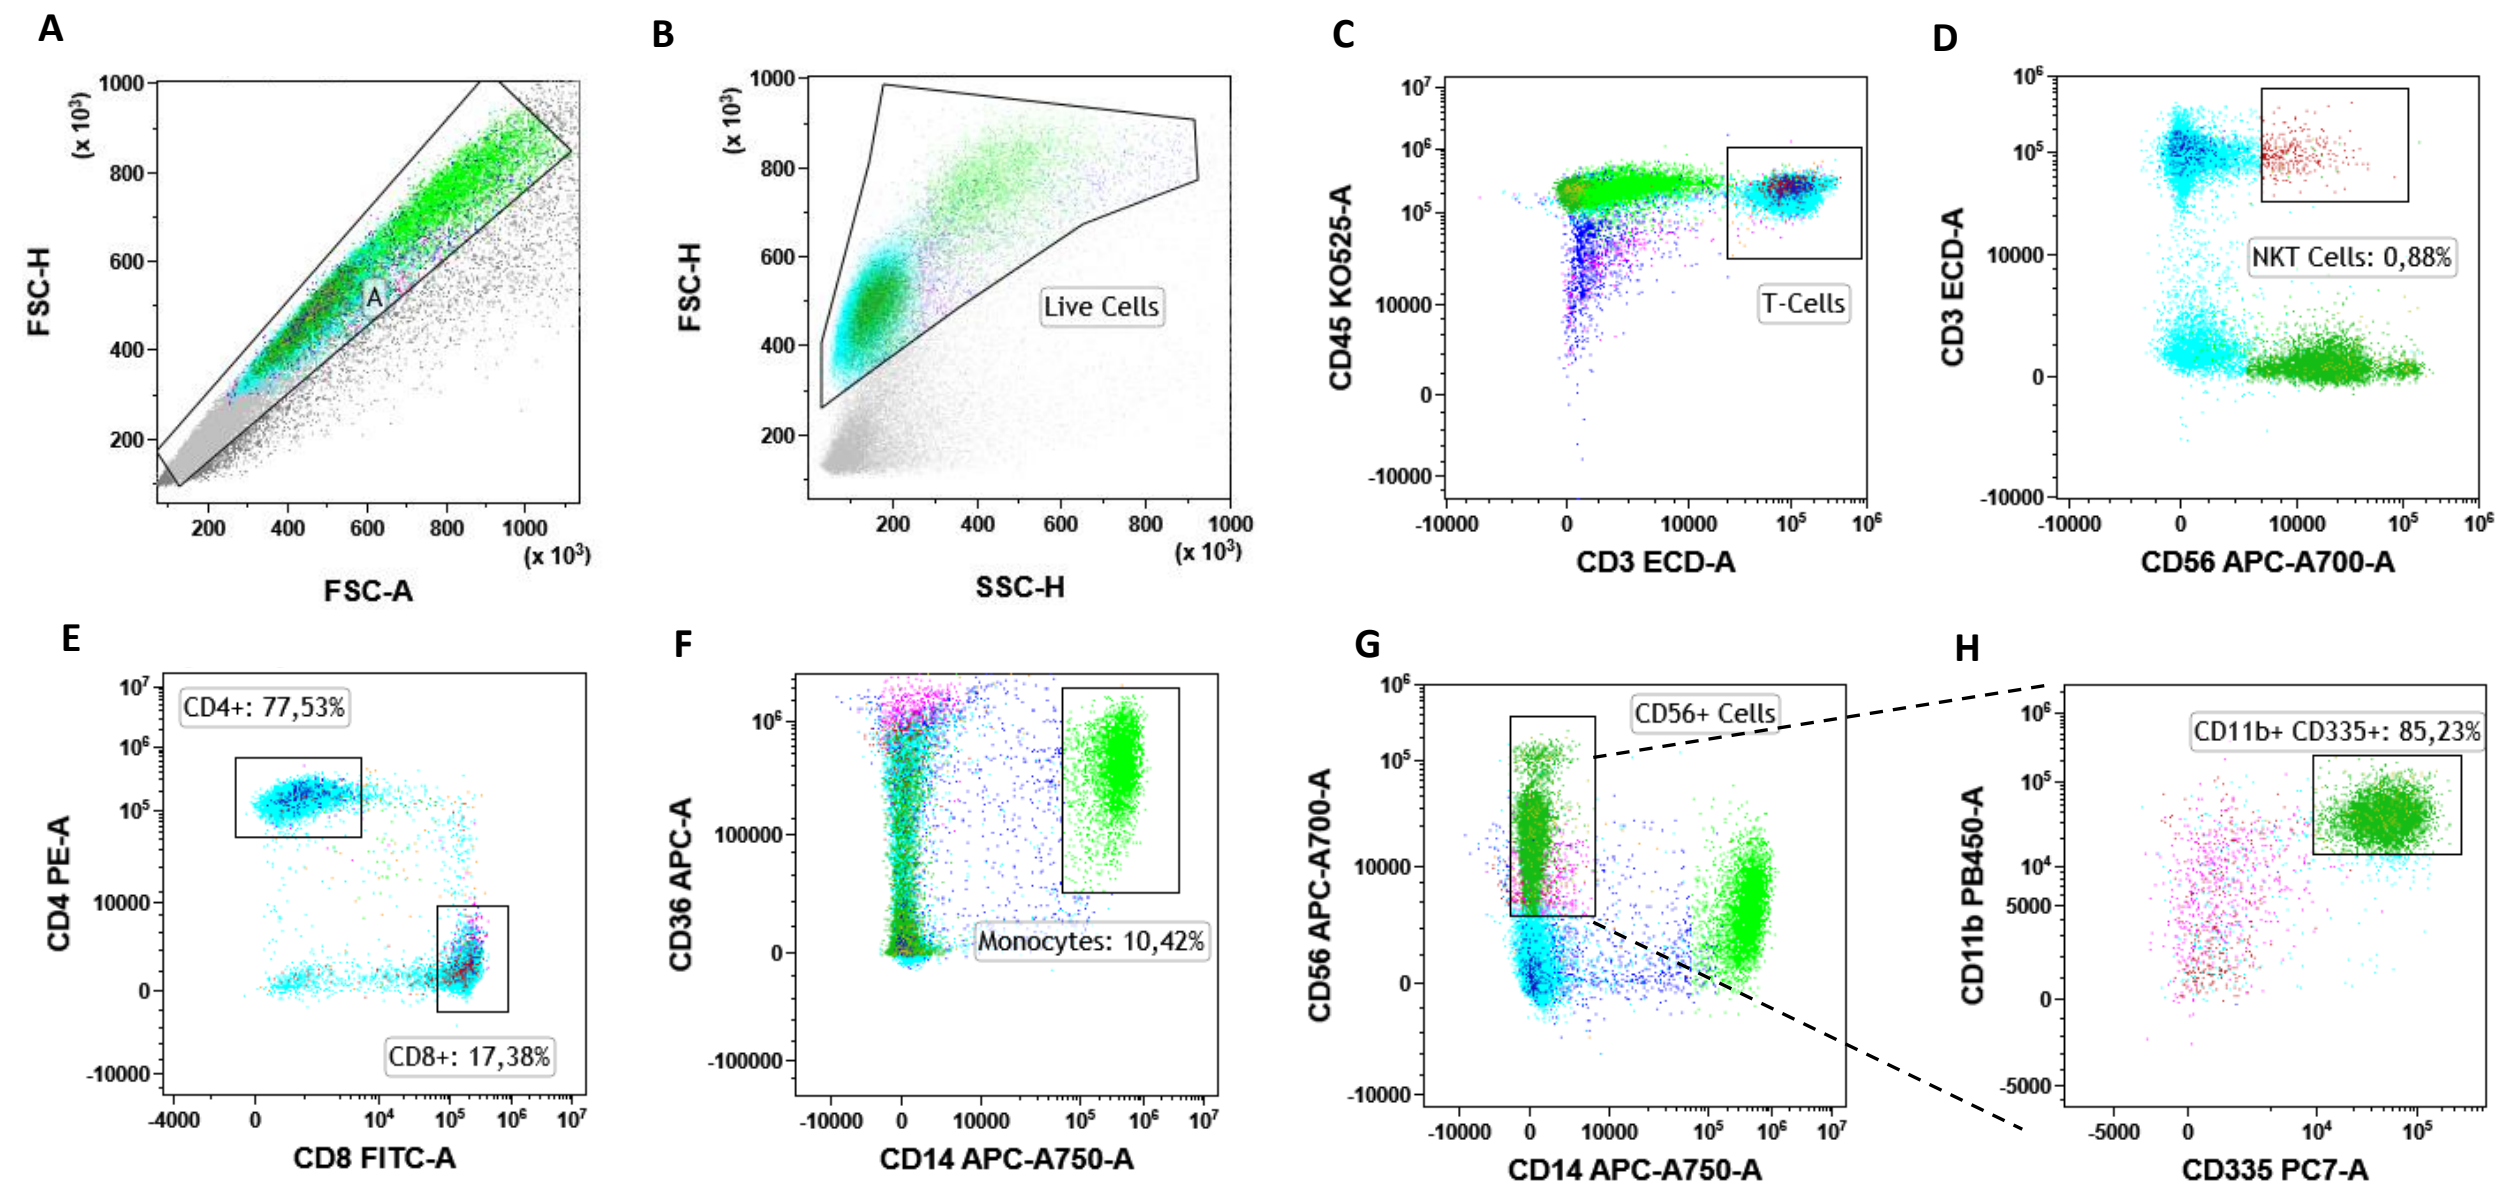 A
1000
(x 10³)
800
600
400
200
FSC-H
A
200 400 600 800 1000
(x 10³)
FSC-A
B
1000
(x 10³)
800
600
400
200
FSC-H
Live Cells
200 400 600 800 1000
(x 10³)
SSC-H
C
10⁷
10⁶
10⁵
10000
0
-10000
CD45 KO525-A
T-Cells
-10000 0 10000 10⁵ 10⁶
CD3 ECD-A
D
10⁶
10⁵
10000
0
-10000
CD3 ECD-A
NKT Cells: 0,88%
-10000 0 10000 10⁵ 10⁶
CD56 APC-A700-A
E
10⁷
10⁶
10⁵
10000
0
-10000
CD4 PE-A
CD4+: 77,53%
CD8+: 17,38%
-4000 0 10⁴ 10⁵ 10⁶ 10⁷
CD8 FITC-A
F
10⁶
100000
0
-100000
CD36 APC-A
Monocytes: 10,42%
-10000 0 10000 10⁵ 10⁶ 10⁷
CD14 APC-A750-A
G
10⁶
10⁵
10000
0
-10000
CD56 APC-A700-A
CD56+ Cells
-10000 0 10000 10⁵ 10⁶ 10⁷
CD14 APC-A750-A
H
10⁶
10⁵
10⁴
5000
0
-5000
CD11b PB450-A
CD11b+ CD335+: 85,23%
-5000 0 10⁴ 10⁵
CD335 PC7-A